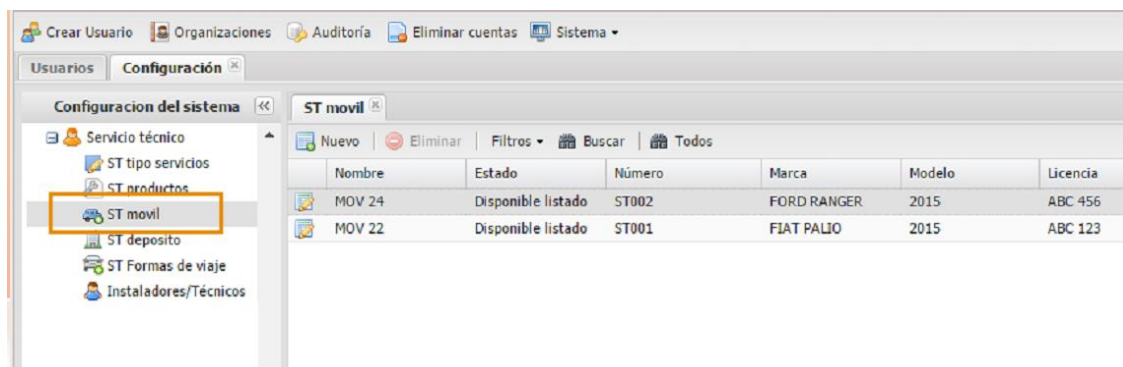 Crear Usuario Organizaciones Auditoría Eliminar cuentas Sistema
Usuarios Configuración
Configuracion del sistema
Servicio técnico
ST tipo servicios
ST productos
ST movil
ST deposito
ST Formas de viaje
Instaladores/Técnicos
ST movil
Nuevo Eliminar Filtros Buscar Todos
Nombre Estado Número Marca Modelo Licencia
MOV 24 Disponible listado ST002 FORD RANGER 2015 ABC 456
MOV 22 Disponible listado ST001 FIAT PALIO 2015 ABC 123